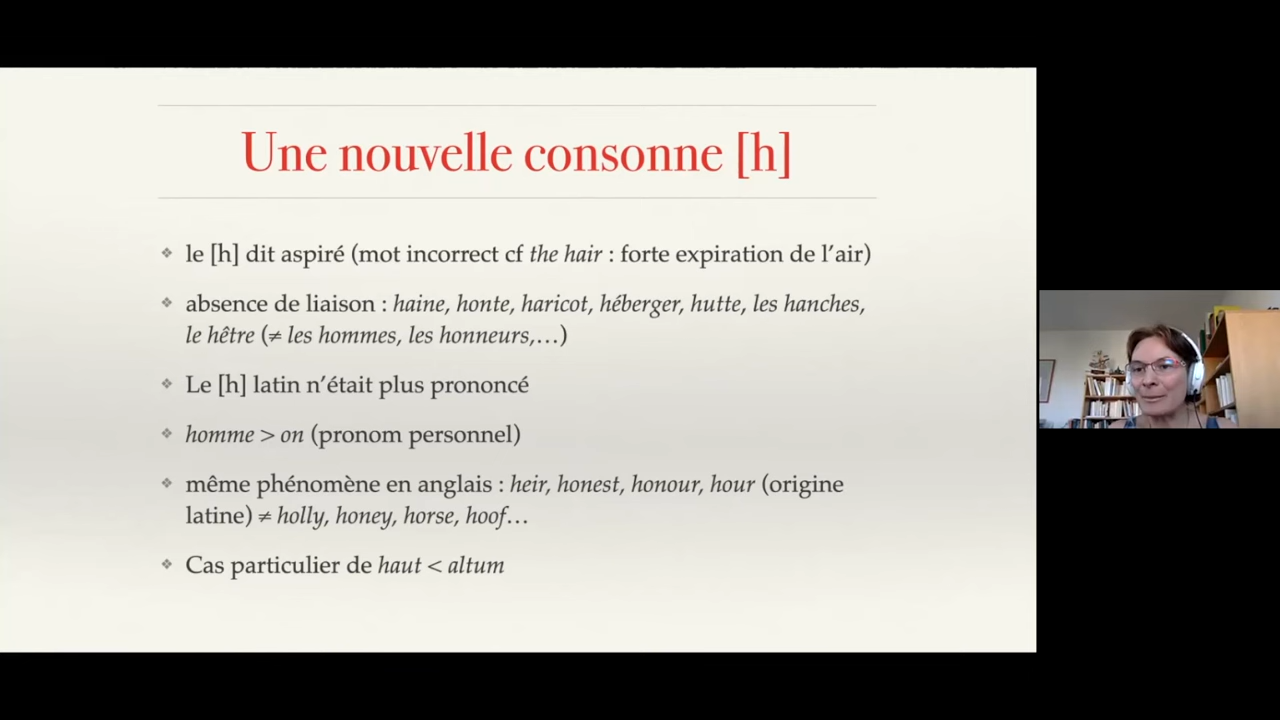 Une nouvelle consonne [h]
❖ le [h] dit aspiré (mot incorrect cf the hair : forte expiration de l’air)
❖ absence de liaison : haine, honte, haricot, héberger, hutte, les hanches,
le hêtre (≠ les hommes, les honneurs,…)
❖ Le [h] latin n’était plus prononcé
❖ homme > on (pronom personnel)
❖ même phénomène en anglais : heir, honest, honour, hour (origine
latine) ≠ holly, honey, horse, hoof…
❖ Cas particulier de haut < altum